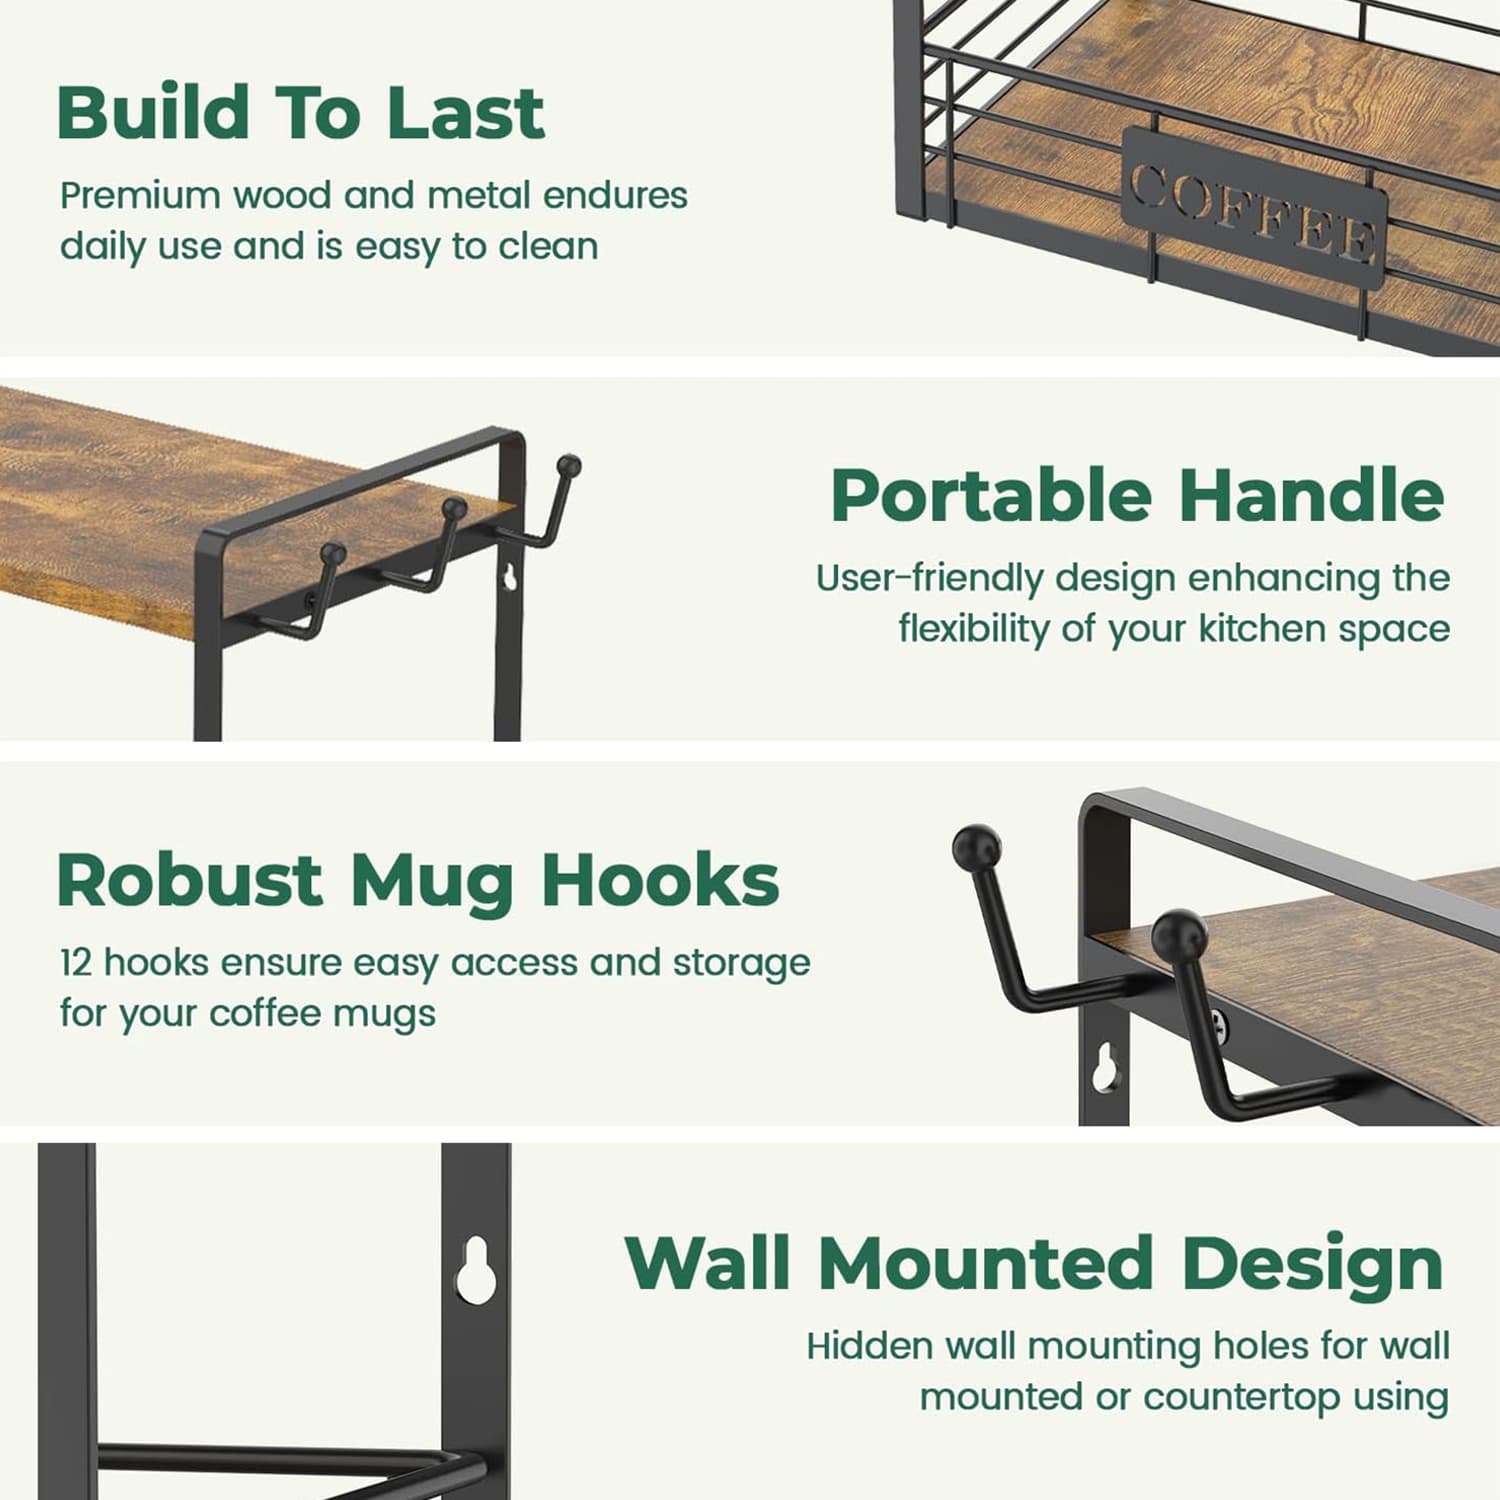 Build To Last
Premium wood and metal endures
daily use and is easy to clean
COFFEE
Portable Handle
User-friendly design enhancing the
flexibility of your kitchen space
Robust Mug Hooks
12 hooks ensure easy access and storage
for your coffee mugs
Wall Mounted Design
Hidden wall mounting holes for wall
mounted or countertop using